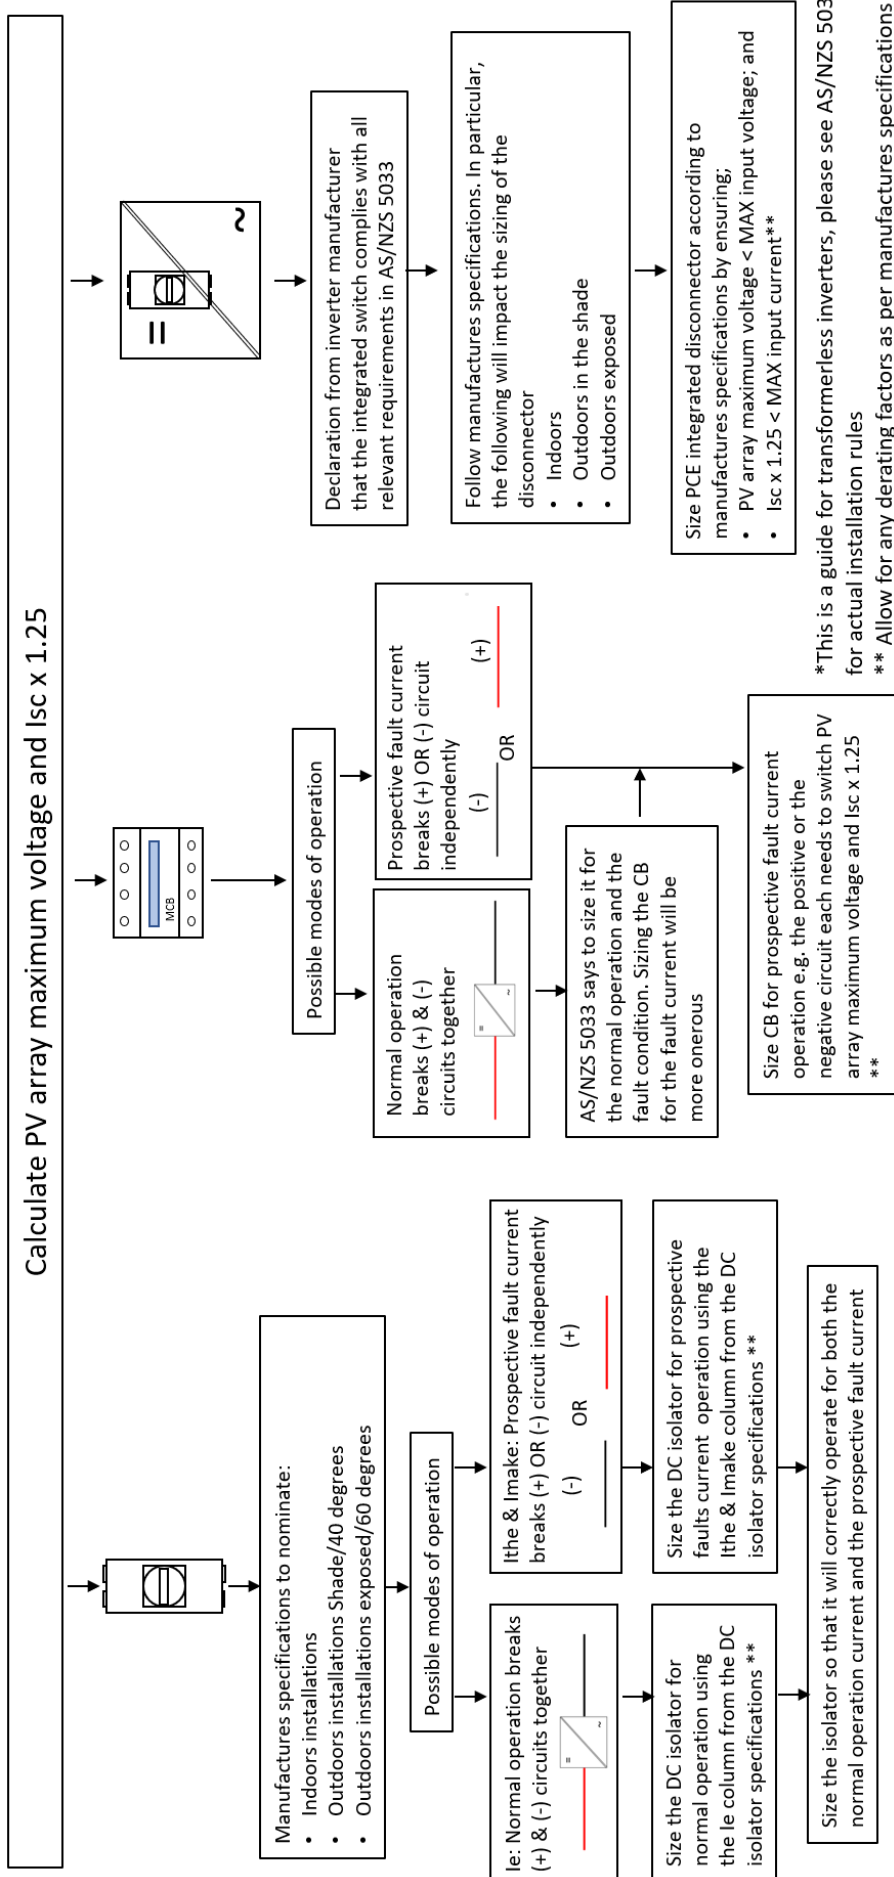 Calculate PV array maximum voltage and Isc x 1.25
Manufactures specifications to nominate:
• Indoors installations
• Outdoors installations Shade/40 degrees
• Outdoors installations exposed/60 degrees
Possible modes of operation
Ie: Normal operation breaks
(+) & (-) circuits together
=
~
Size the DC isolator for
normal operation using
the Ie column from the DC
isolator specifications **
Ithe & Imake: Prospective fault current
breaks (+) OR (-) circuit independently
(-) OR (+)
Size the DC isolator for prospective
faults current operation using the
Ithe & Imake column from the DC
isolator specifications **
Size the isolator so that it will correctly operate for both the
normal operation current and the prospective fault current
MCB
Possible modes of operation
Normal operation
breaks (+) & (-)
circuits together
=
~
AS/NZS 5033 says to size it for
the normal operation and the
fault condition. Sizing the CB
for the fault current will be
more onerous
Prospective fault current
breaks (+) OR (-) circuit
independently
(-) OR (+)
Size CB for prospective fault current
operation e.g. the positive or the
negative circuit each needs to switch PV
array maximum voltage and Isc x 1.25
**
=
~
Declaration from inverter manufacturer
that the integrated switch complies with all
relevant requirements in AS/NZS 5033
Follow manufactures specifications. In particular,
the following will impact the sizing of the
disconnector
• Indoors
• Outdoors in the shade
• Outdoors exposed
Size PCE integrated disconnector according to
manufactures specifications by ensuring;
• PV array maximum voltage < MAX input voltage; and
• Isc x 1.25 < MAX input current**
*This is a guide for transformerless inverters, please see AS/NZS 503
for actual installation rules
** Allow for any derating factors as per manufactures specifications